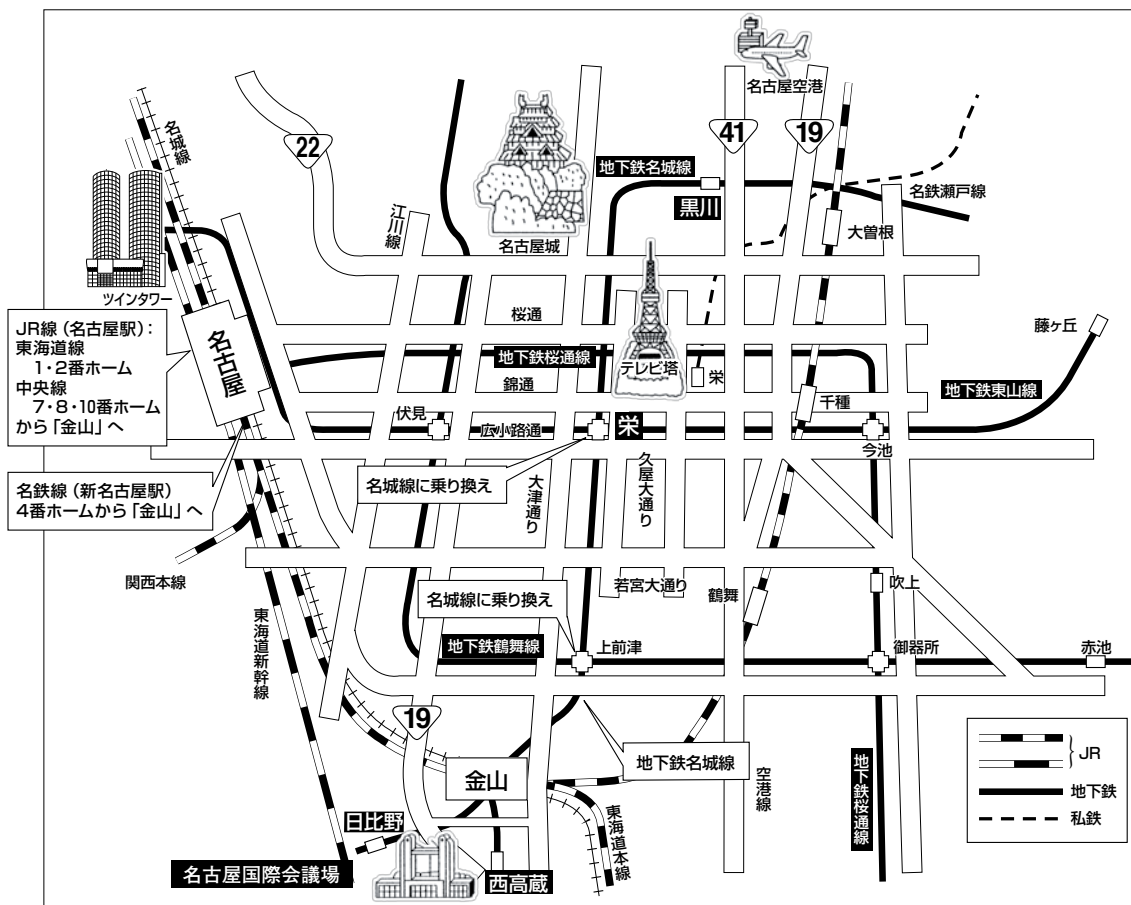 名古屋空港
41
19
22
名城線
地下鉄名城線
黒川
名鉄瀬戸線
大曽根
江川線
名古屋城
ツインタワー
桜通
藤ヶ丘
JR線（名古屋駅）：
東海道線
1・2番ホーム
中央線
7・8・10番ホーム
から「金山」へ
名古屋
地下鉄桜通線
テレビ塔
栄
錦通
地下鉄東山線
千種
伏見
広小路通
栄
今池
名鉄線（新名古屋駅）
4番ホームから「金山」へ
名城線に乗り換え
大津通り
久屋大通り
関西本線
若宮大通り
鶴舞
吹上
名城線に乗り換え
東海道新幹線
地下鉄鶴舞線
上前津
御器所
赤池
19
地下鉄名城線
金山
空港線
地下鉄桜通線
JR
地下鉄
私鉄
日比野
東海道本線
名古屋国際会議場
西高蔵